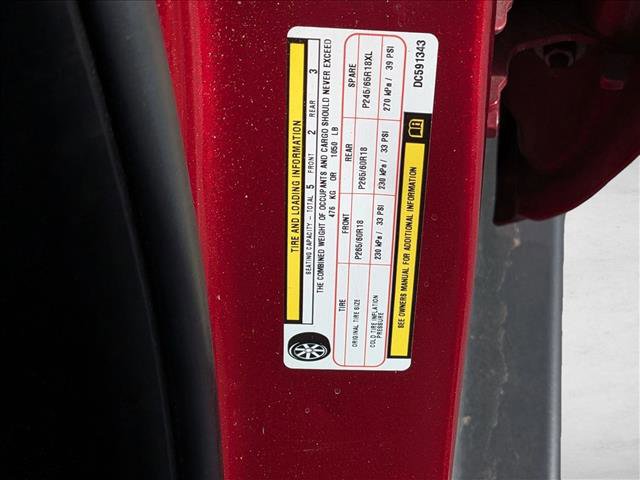 TIRE AND LOADING INFORMATION
SEATING CAPACITY - TOTAL 5 FRONT 2 REAR 3
THE COMBINED WEIGHT OF OCCUPANTS AND CARGO SHOULD NEVER EXCEED
476 KG OR 1050 LB
TIRE FRONT REAR SPARE
ORIGINAL TIRE SIZE P265/60R18 P265/60R18 P245/65R18XL
COLD TIRE INFLATION PRESSURE 230 kPa / 33 PSI 230 kPa / 33 PSI 270 kPa / 39 PSI
SEE OWNERS MANUAL FOR ADDITIONAL INFORMATION
DC591343